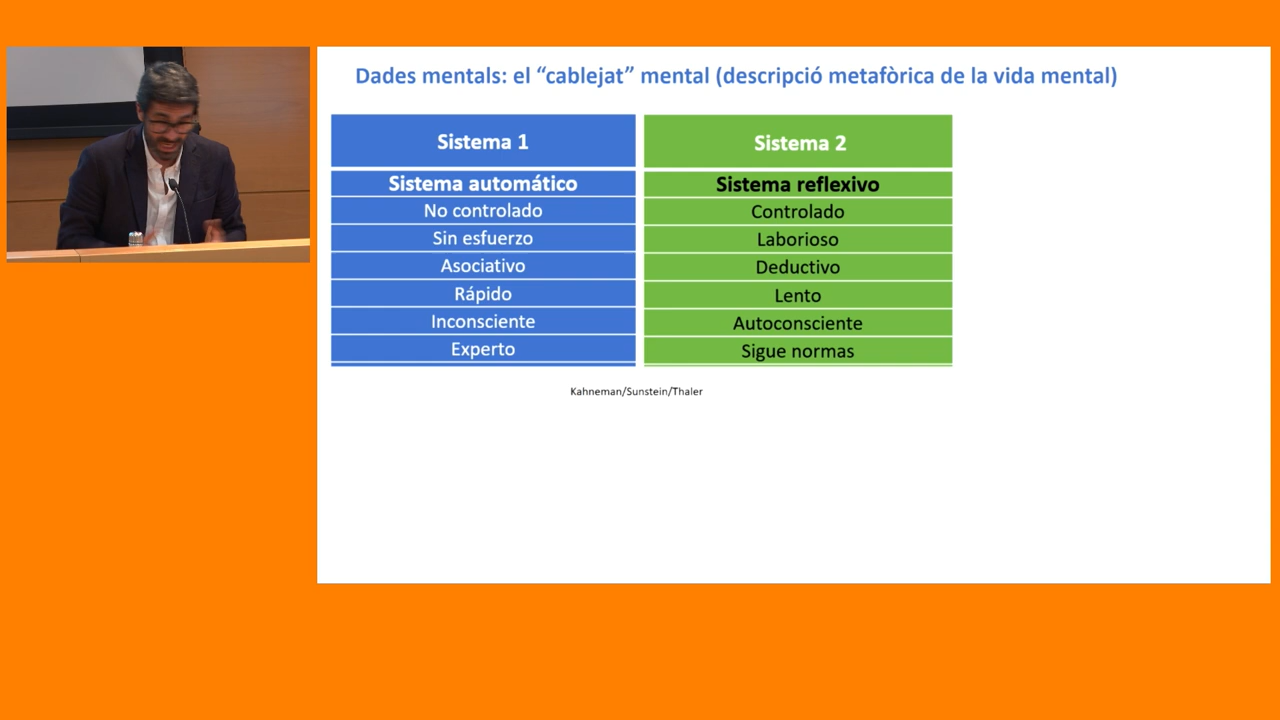 Dades mentals: el “cablejat” mental (descripció metafòrica de la vida mental)
Sistema 1
Sistema 2
Sistema automático
Sistema reflexivo
No controlado
Controlado
Sin esfuerzo
Laborioso
Asociativo
Deductivo
Rápido
Lento
Inconsciente
Autoconsciente
Experto
Sigue normas
Kahneman/Sunstein/Thaler